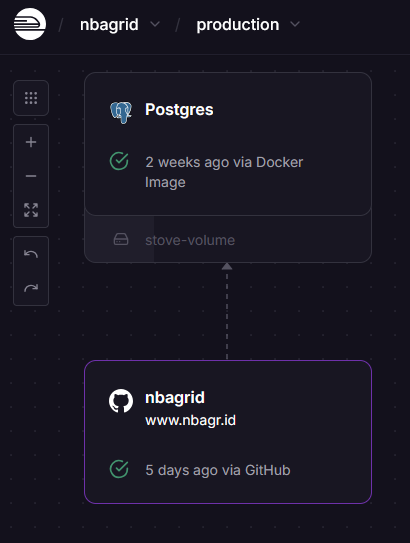 / nbagrid / production
Postgres
2 weeks ago via Docker
Image
stove-volume
nbagrid
www.nbagr.id
5 days ago via GitHub